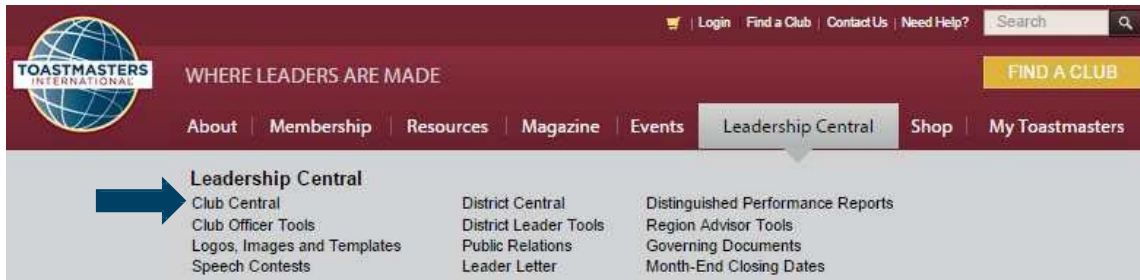 Login | Find a Club | Contact Us | Need Help? Search
TOASTMASTERS
INTERNATIONAL
WHERE LEADERS ARE MADE
FIND A CLUB
About | Membership | Resources | Magazine | Events Leadership Central Shop | My Toastmasters
Leadership Central
Club Central District Central Distinguished Performance Reports
Club Officer Tools District Leader Tools Region Advisor Tools
Logos, Images and Templates Public Relations Governing Documents
Speech Contests Leader Letter Month-End Closing Dates